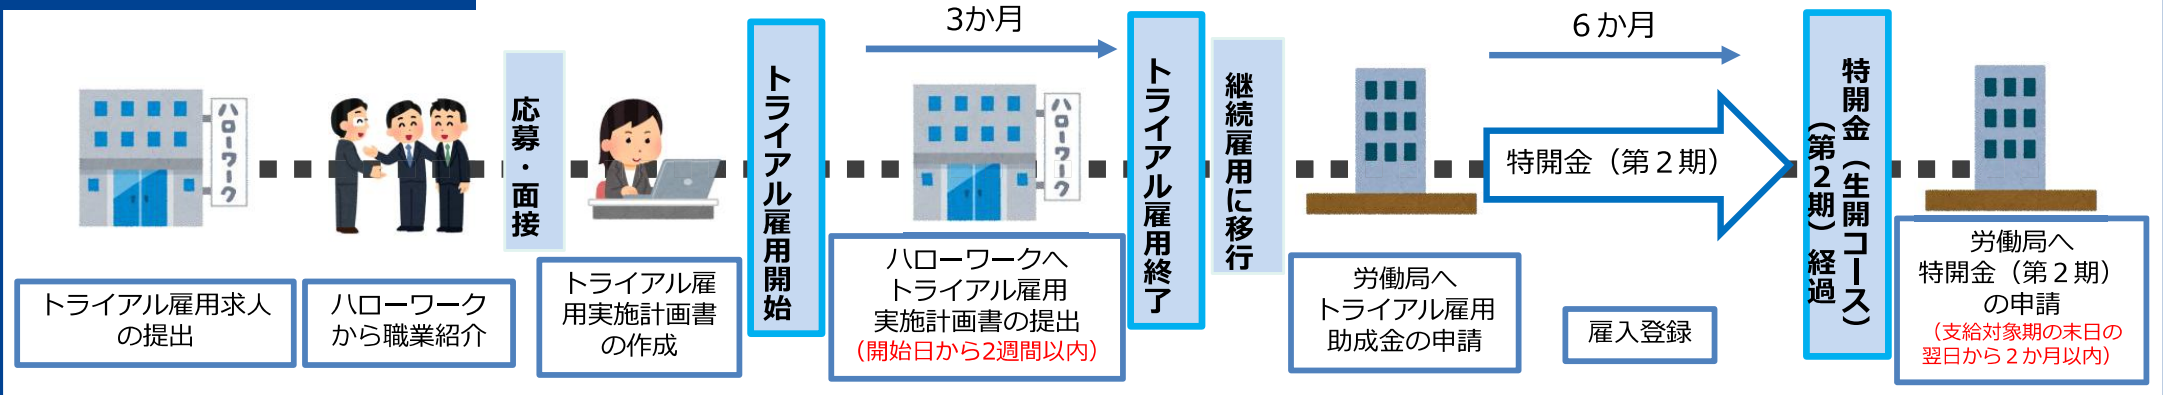 ハローワーク
トライアル雇用求人
の提出
ハローワーク
から職業紹介
応募・面接
トライアル雇
用実施計画書
の作成
トライアル雇用開始
3か月
ハローワーク
ハローワークへ
トライアル雇用
実施計画書の提出
（開始日から2週間以内）
トライアル雇用終了
継続雇用に移行
労働局へ
トライアル雇用
助成金の申請
６か月
特開金（第２期）
雇入登録
特開金（生開コース）
（第２期）経過
労働局へ
特開金（第２期）
の申請
（支給対象期の末日の
翌日から２か月以内）